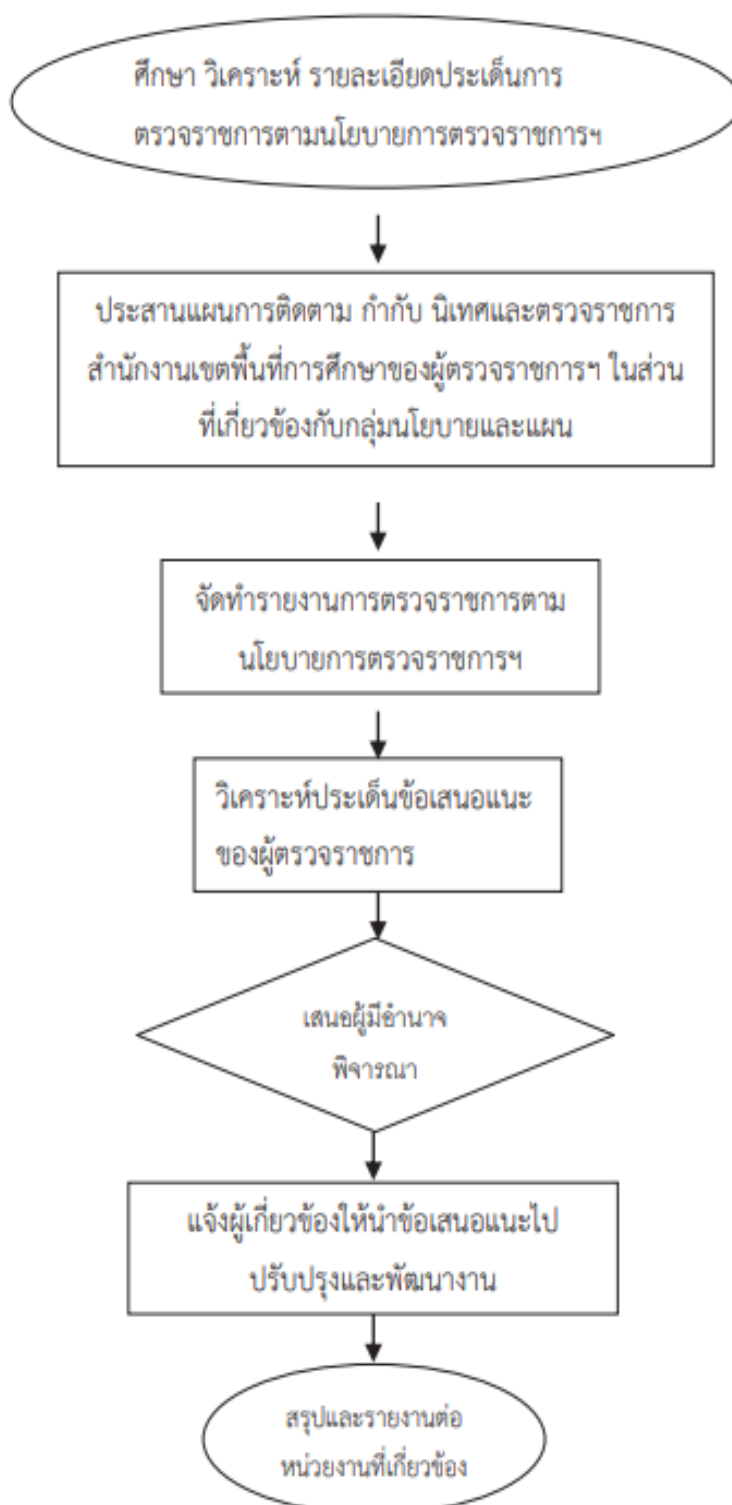 ศึกษา วิเคราะห์ รายละเอียดประเด็นการ
ตรวจราชการตามนโยบายการตรวจราชการฯ
ประสานแผนการติดตาม กำกับ นิเทศและตรวจราชการ
สำนักงานเขตพื้นที่การศึกษาของผู้ตรวจราชการฯ ในส่วน
ที่เกี่ยวข้องกับกลุ่มนโยบายและแผน
จัดทำรายงานการตรวจราชการตาม
นโยบายการตรวจราชการฯ
วิเคราะห์ประเด็นข้อเสนอแนะ
ของผู้ตรวจราชการ
เสนอผู้มีอำนาจ
พิจารณา
แจ้งผู้เกี่ยวข้องให้นำข้อเสนอแนะไป
ปรับปรุงและพัฒนางาน
สรุปและรายงานต่อ
หน่วยงานที่เกี่ยวข้อง